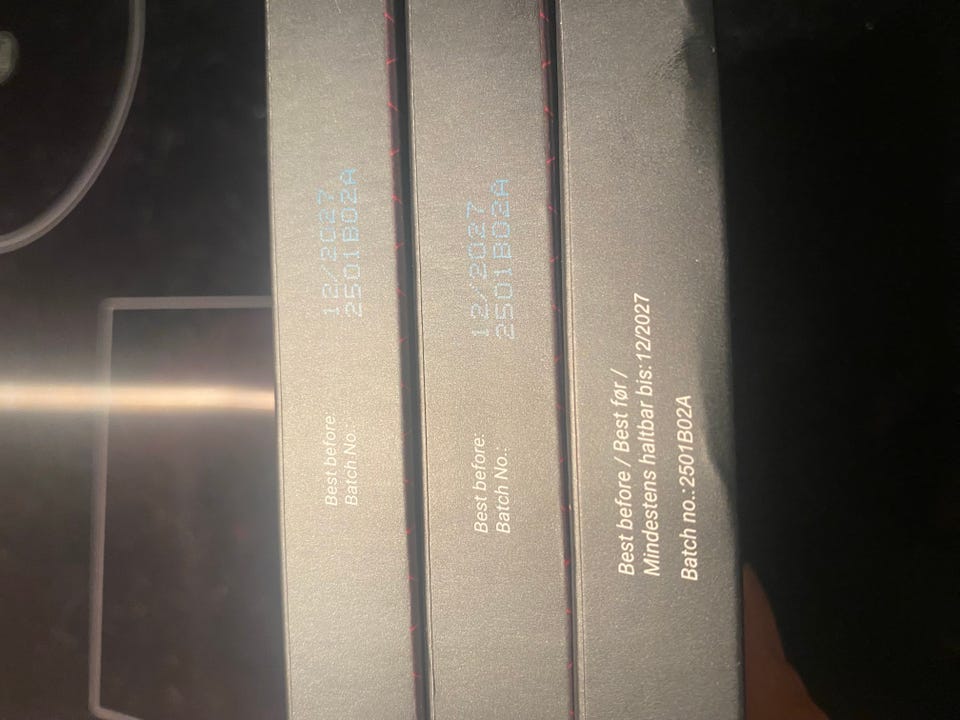 Best before: 12/2027
Batch No.: 2501B02A
Best before: 12/2027
Batch No.: 2501B02A
Best before / Best før /
Mindestens haltbar bis:12/2027
Batch no.:2501B02A